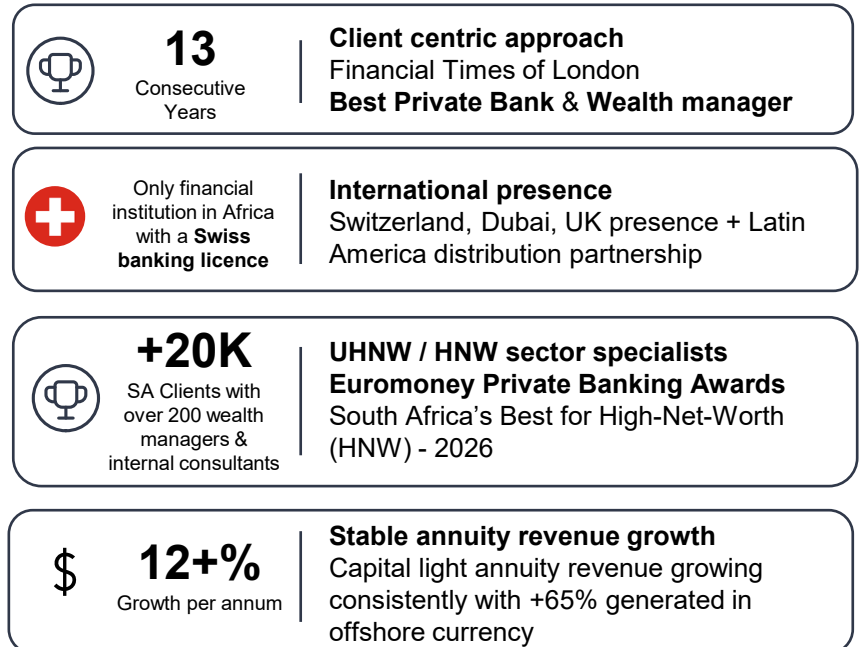 13
Consecutive
Years
Client centric approach
Financial Times of London
Best Private Bank & Wealth manager
Only financial
institution in Africa
with a Swiss
banking licence
International presence
Switzerland, Dubai, UK presence + Latin
America distribution partnership
+20K
SA Clients with
over 200 wealth
managers &
internal consultants
UHNW / HNW sector specialists
Euromoney Private Banking Awards
South Africa’s Best for High-Net-Worth
(HNW) - 2026
$
12+%
Growth per annum
Stable annuity revenue growth
Capital light annuity revenue growing
consistently with +65% generated in
offshore currency